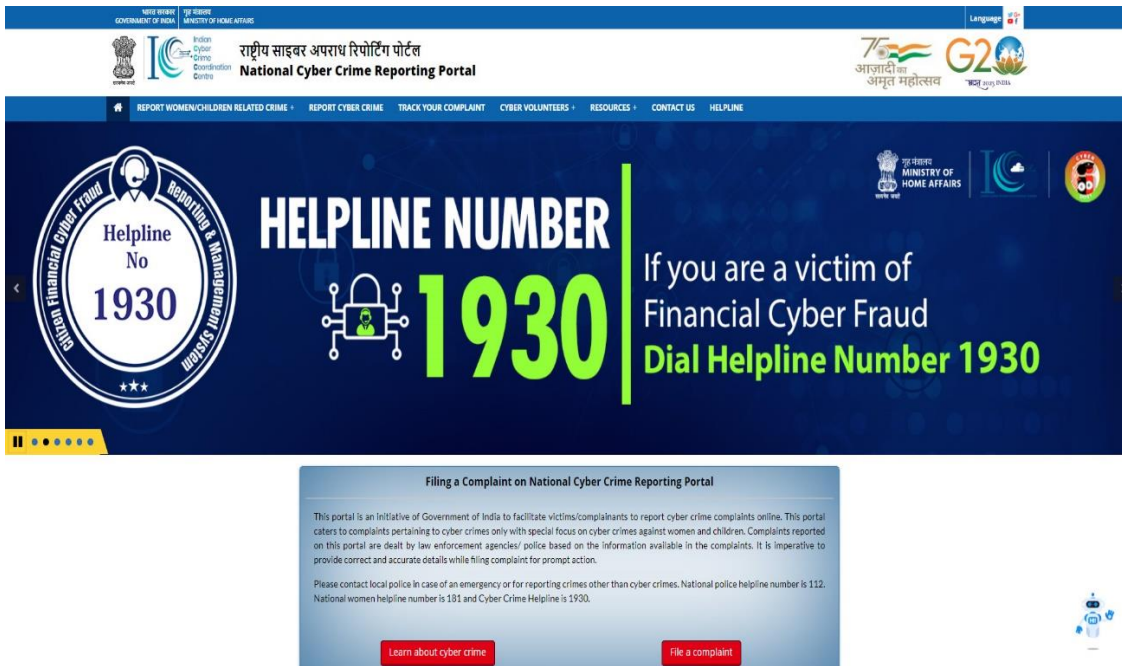 भारत सरकार
GOVERNMENT OF INDIA
गृह मंत्रालय
MINISTRY OF HOME AFFAIRS
Language
Indian
Cyber
Crime
Coordination
Centre
राष्ट्रीय साइबर अपराध रिपोर्टिंग पोर्टल
National Cyber Crime Reporting Portal
आज़ादी का
अमृत महोत्सव
G20
REPORT WOMEN/CHILDREN RELATED CRIME +
REPORT CYBER CRIME
TRACK YOUR COMPLAINT
CYBER VOLUNTEERS +
RESOURCES +
CONTACT US
HELPLINE
Citizen Financial Cyber Fraud Reporting & Management System
Helpline
No
1930
HELPLINE NUMBER
1930
गृह मंत्रालय
MINISTRY OF
HOME AFFAIRS
CYBER
If you are a victim of
Financial Cyber Fraud
Dial Helpline Number 1930
Filing a Complaint on National Cyber Crime Reporting Portal
This portal is an initiative of Government of India to facilitate victims/complainants to report cyber crime complaints online. This portal
caters to complaints pertaining to cyber crimes only with special focus on cyber crimes against women and children. Complaints reported
on this portal are dealt by law enforcement agencies/ police based on the information available in the complaints. It is imperative to
provide correct and accurate details while filing complaint for prompt action.
Please contact local police in case of an emergency or for reporting crimes other than cyber crimes. National police helpline number is 112.
National women helpline number is 181 and Cyber Crime Helpline is 1930.
Learn about cyber crime
File a complaint